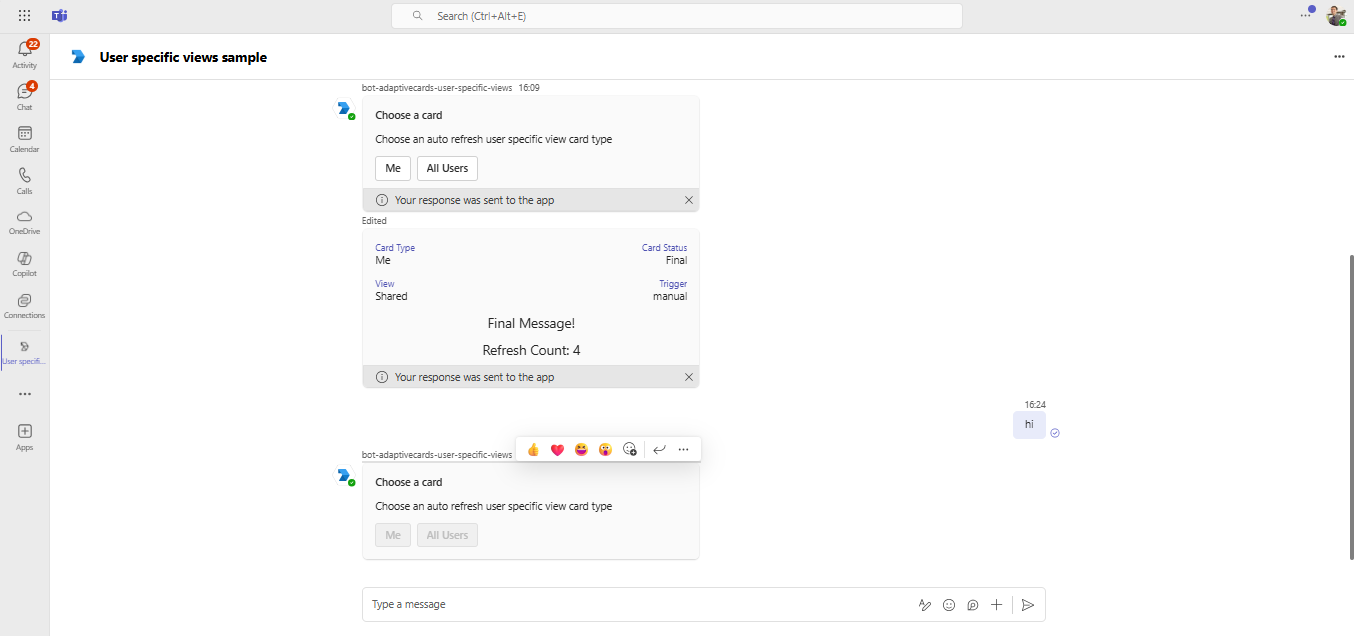 Search (Ctrl+Alt+E)
22
Activity
4
Chat
Calendar
Calls
OneDrive
Copilot
Connections
User specifi...
Apps
User specific views sample
bot-adaptivecards-user-specific-views 16:09
Choose a card
Choose an auto refresh user specific view card type
Me All Users
Your response was sent to the app
Edited
Card Type Card Status
Me Final
View Trigger
Shared manual
Final Message!
Refresh Count: 4
Your response was sent to the app
16:24
hi
bot-adaptivecards-user-specific-views
Choose a card
Choose an auto refresh user specific view card type
Me All Users
Type a message